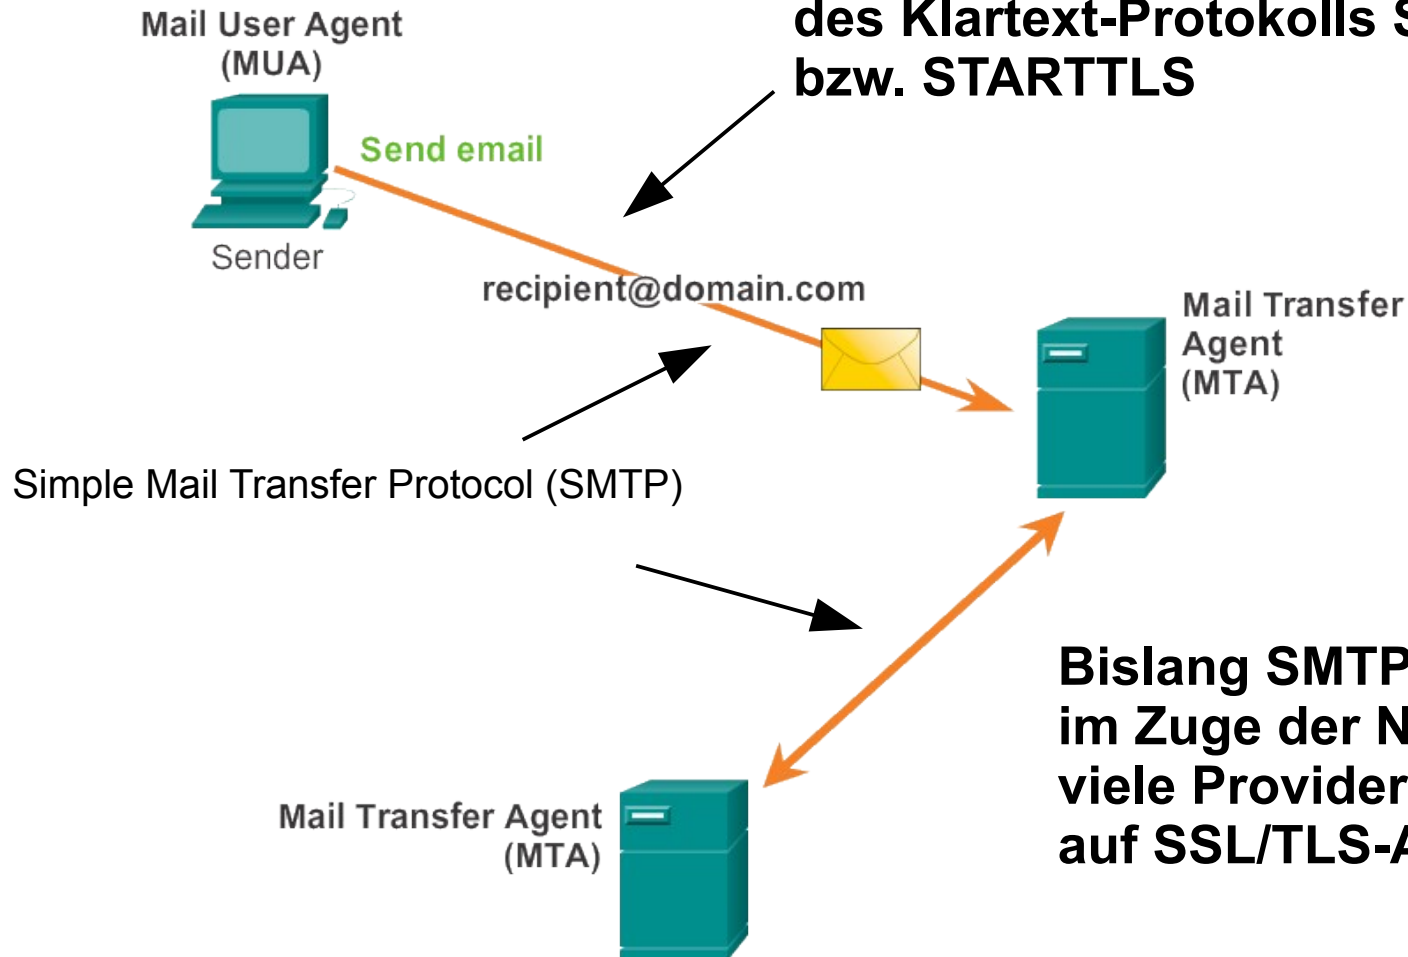 des Klartext-Protokolls S
bzw. STARTTLS
Mail User Agent
(MUA)
Send email
Sender
recipient@domain.com
Mail Transfer
Agent
(MTA)
Simple Mail Transfer Protocol (SMTP)
Bislang SMTP
im Zuge der N
viele Provider
auf SSL/TLS-A
Mail Transfer Agent
(MTA)